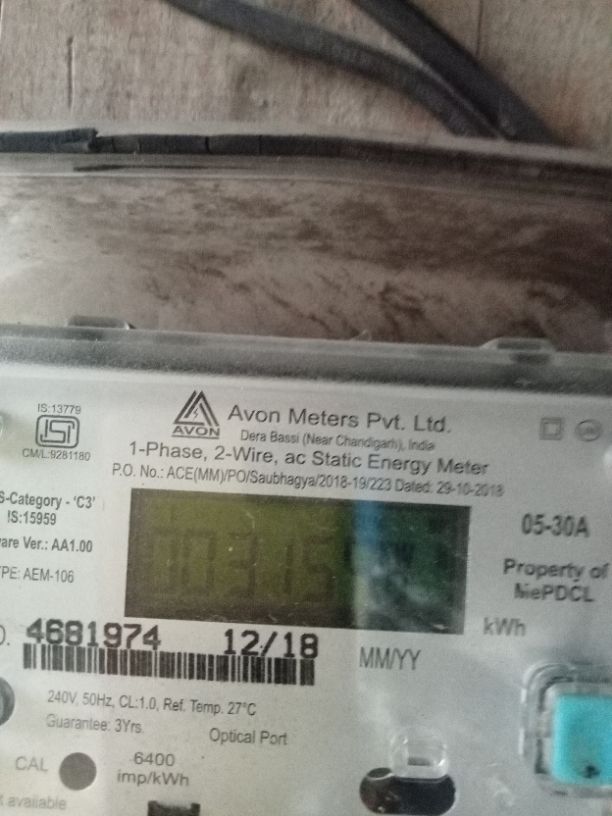 IS:13779
ISI
CM/L:9281180
AVON
Avon Meters Pvt. Ltd.
Dera Bassi (Near Chandigarh), India
1-Phase, 2-Wire, ac Static Energy Meter
P.O. No.: ACE(MM)/PO/Saubhagya/2018-19/223 Dated: 29-10-2018
S-Category - 'C3'
IS:15959
are Ver.: AA1.00
PE: AEM-106
05-30A
Property of
MePDCL
kWh
4681974 12/18
MM/YY
240V, 50Hz, CL:1.0, Ref. Temp. 27°C
Guarantee: 3Yrs.
Optical Port
CAL
6400
imp/kWh
available